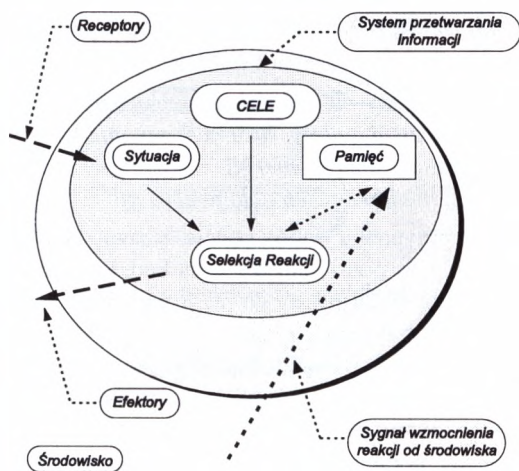 Receptory
System przetwarzania
informacji
CELE
Sytuacja
Pamięć
Selekcja Reakcji
Efektory
Sygnał wzmocnienia
reakcji od środowiska
Środowisko